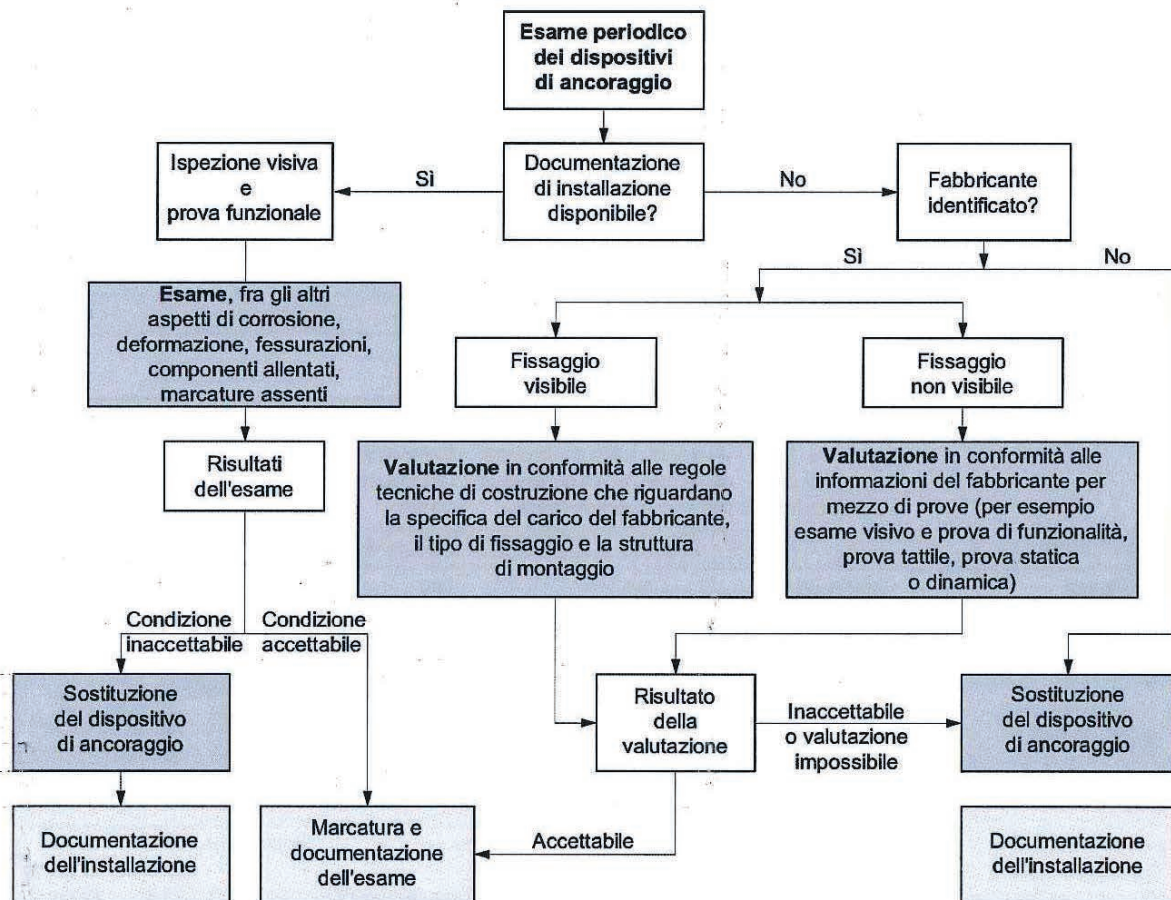 Esame periodico
dei dispositivi
di ancoraggio
Ispezione visiva
e
prova funzionale
Sì
Documentazione
di installazione
disponibile?
No
Fabbricante
identificato?
Sì
No
Esame, fra gli altri
aspetti di corrosione,
deformazione, fessurazioni,
componenti allentati,
marcature assenti
Fissaggio
visibile
Fissaggio
non visibile
Risultati
dell'esame
Valutazione in conformità alle regole
tecniche di costruzione che riguardano
la specifica del carico del fabbricante,
il tipo di fissaggio e la struttura
di montaggio
Valutazione in conformità alle
informazioni del fabbricante per
mezzo di prove (per esempio
esame visivo e prova di funzionalità,
prova tattile, prova statica
o dinamica)
Condizione
inaccettabile
Condizione
accettabile
Sostituzione
del dispositivo
di ancoraggio
Risultato
della
valutazione
Inaccettabile
o valutazione
impossibile
Sostituzione
del dispositivo
di ancoraggio
Documentazione
dell'installazione
Marcatura e
documentazione
dell'esame
Accettabile
Documentazione
dell'installazione